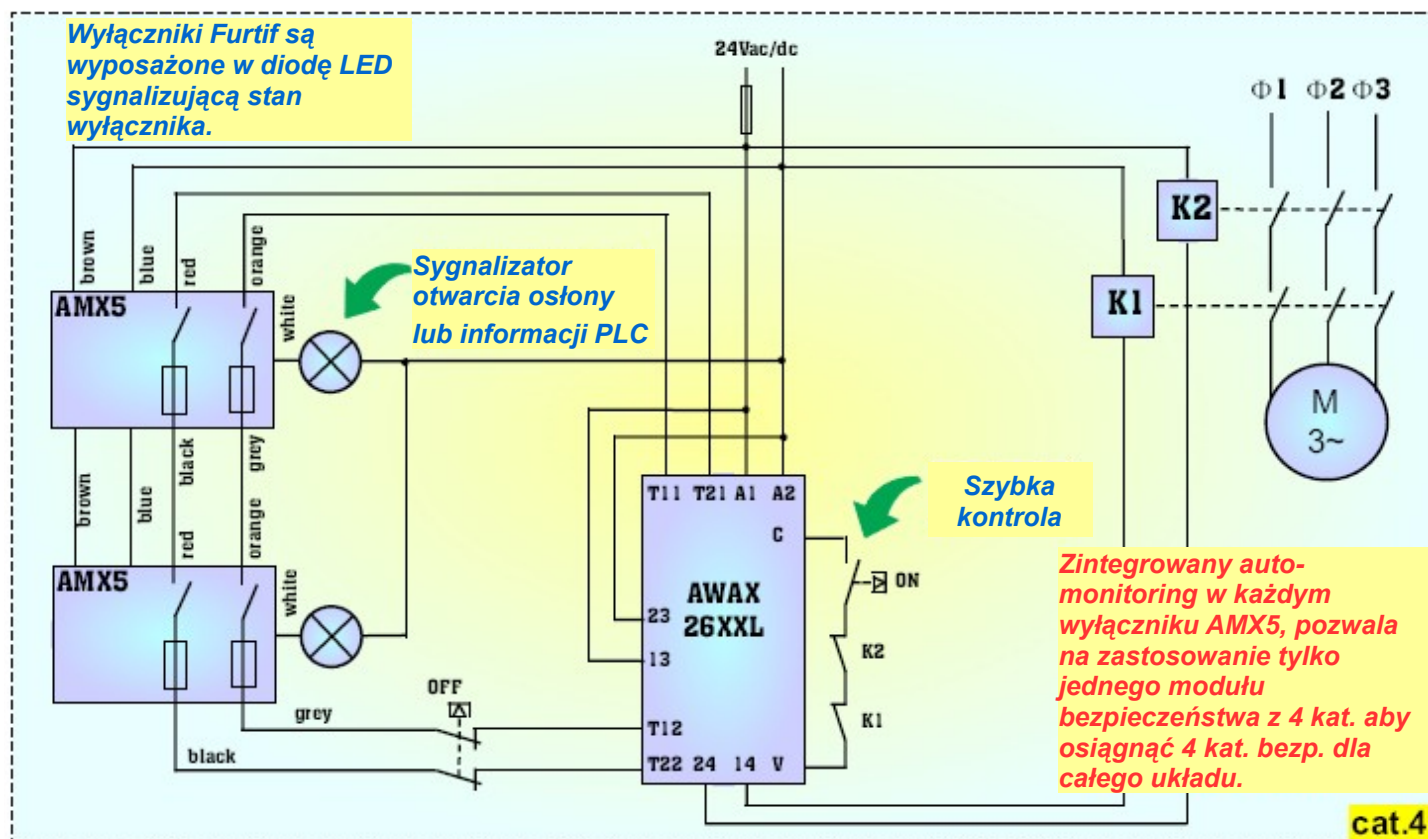 Wyłączniki Furtif są
wyposażone w diodę LED
sygnalizującą stan
wyłącznika.
24Vac/dc
Φ1 Φ2 Φ3
K2
K1
M
3~
brown
blue
red
orange
AMX5
white
Sygnalizator
otwarcia osłony
lub informacji PLC
brown
blue
black
grey
red
orange
AMX5
white
OFF
grey
black
T11 T21 A1 A2
C
AWAX
26XXL
23
13
T12
T22 24 14 V
Szybka
kontrola
ON
K2
K1
Zintegrowany auto-
monitoring w każdym
wyłączniku AMX5, pozwala
na zastosowanie tylko
jednego modułu
bezpieczeństwa z 4 kat. aby
osiągnąć 4 kat. bezp. dla
całego układu.
cat.4